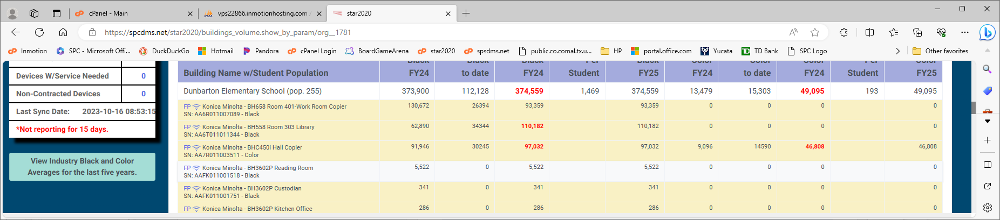 cPanel - Main
PMA vps22866.inmotionhosting.com /
star2020
https://spcdms.net/star2020/buildings_volume.show_by_param/org__1781
Inmotion
SPC - Microsoft Offi...
DuckDuckGo
Hotmail
Pandora
cPanel Login
BoardGameArena
star2020
spsdms.net
public.co.comal.tx.u...
HP
portal.office.com
Yucata
TD Bank
SPC Logo
Other favorites
Devices W/Service Needed 0
Non-Contracted Devices 0
Last Sync Date: 2023-10-16 08:53:15
*Not reporting for 15 days.
View Industry Black and Color
Averages for the last five years.
Black Black Black Per Black Color Color Color Per Color
Building Name w/Student Population FY24 to date FY24 Student FY25 FY24 to date FY24 Student FY25
Dunbarton Elementary School (pop. 255) 373,900 112,128 374,559 1,469 374,559 13,479 15,303 49,095 193 49,095
FP Konica Minolta - BH658 Room 401-Work Room Copier 130,672 26394 93,359 93,359 0 0 0 0
SN: AA6R011007089 - Black
FP Konica Minolta - BH558 Room 303 Library 62,890 34344 110,182 110,182 0 0 0 0
SN: AA6T011011344 - Black
FP Konica Minolta - BHC450i Hall Copier 91,946 30245 97,032 97,032 9,096 14590 46,808 46,808
SN: AA7R011003511 - Color
FP Konica Minolta - BH3602P Reading Room 5,522 0 5,522 5,522 0 0 0 0
SN: AAFK011001518 - Black
FP Konica Minolta - BH3602P Custodian 341 0 341 341 0 0 0 0
SN: AAFK011001751 - Black
FP Konica Minolta - BH3602P Kitchen Office 286 0 286 286 0 0 0 0